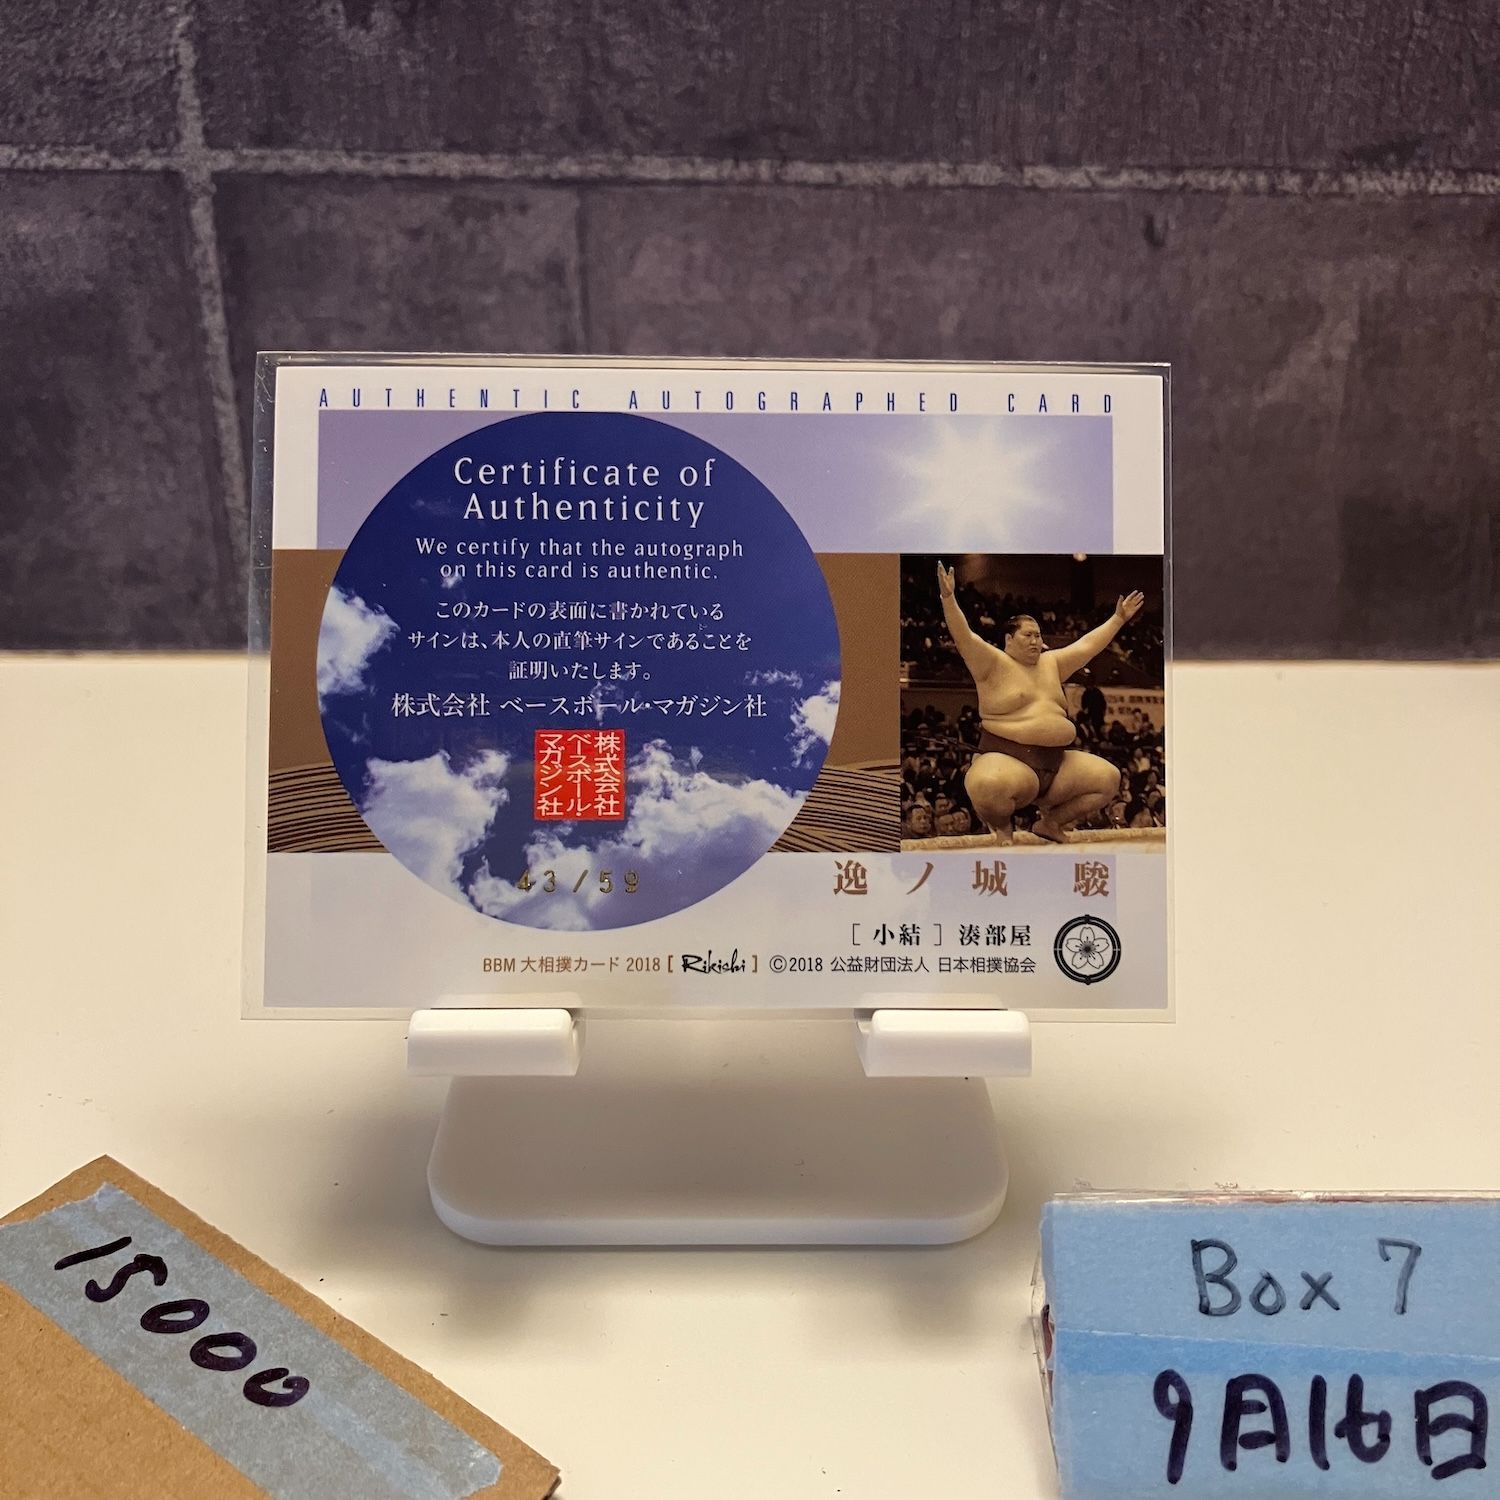 AUTHENTIC AUTOGRAPHED CARD
Certificate of
Authenticity
We certify that the autograph
on this card is authentic.
このカードの表面に書かれている
サインは、本人の直筆サインであることを
証明いたします。
株式会社 ベースボール・マガジン社
株式会社
ベースボール・
マガジン社
43/59
逸ノ城 駿
[小結] 湊部屋
BBM 大相撲カード 2018 [Rikishi] ©2018 公益財団法人 日本相撲協会
15000
Box 7
9月16日